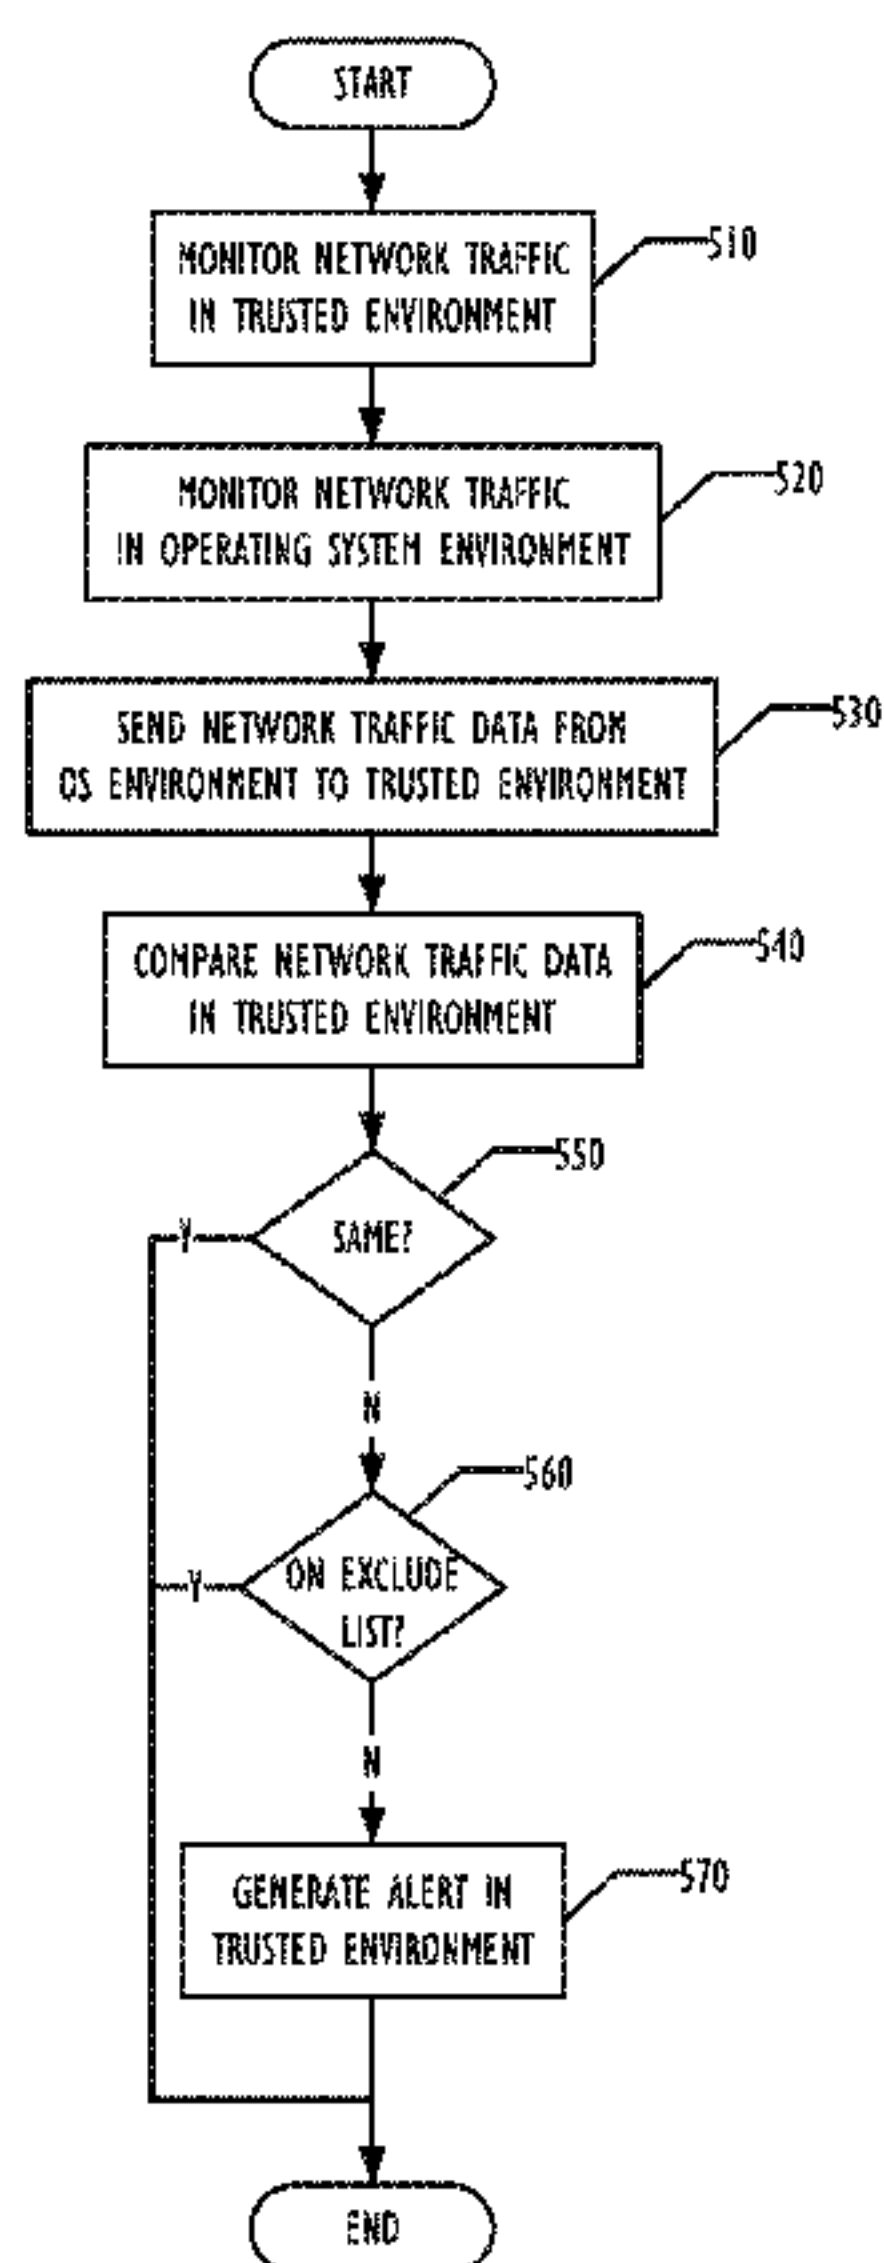 START
MONITOR NETWORK TRAFFIC
IN TRUSTED ENVIRONMENT
510
MONITOR NETWORK TRAFFIC
IN OPERATING SYSTEM ENVIRONMENT
520
SEND NETWORK TRAFFIC DATA FROM
OS ENVIRONMENT TO TRUSTED ENVIRONMENT
530
COMPARE NETWORK TRAFFIC DATA
IN TRUSTED ENVIRONMENT
540
550
SAME?
Y
N
560
ON EXCLUDE
LIST?
Y
N
GENERATE ALERT IN
TRUSTED ENVIRONMENT
570
END